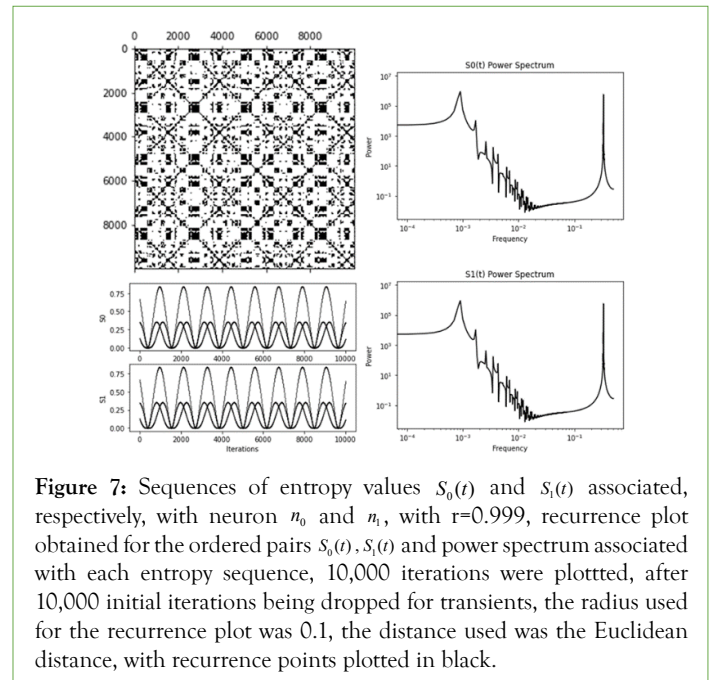 0 2000 4000 6000 8000
0
2000
4000
6000
8000
S0(t) Power Spectrum
10^7
10^5
10^3
10^1
10^-1
Power
10^-4 10^-3 10^-2 10^-1
Frequency
0.75
0.50
0.25
0.00
S0
0 2000 4000 6000 8000 10000
0.75
0.50
0.25
0.00
S1
0 2000 4000 6000 8000 10000
Iterations
S1(t) Power Spectrum
10^7
10^5
10^3
10^1
10^-1
Power
10^-4 10^-3 10^-2 10^-1
Frequency
Figure 7: Sequences of entropy values S₀(t) and S₁(t) associated,
respectively, with neuron n₀ and n₁, with r=0.999, recurrence plot
obtained for the ordered pairs S₀(t), S₁(t) and power spectrum associated
with each entropy sequence, 10,000 iterations were plottted, after
10,000 initial iterations being dropped for transients, the radius used
for the recurrence plot was 0.1, the distance used was the Euclidean
distance, with recurrence points plotted in black.